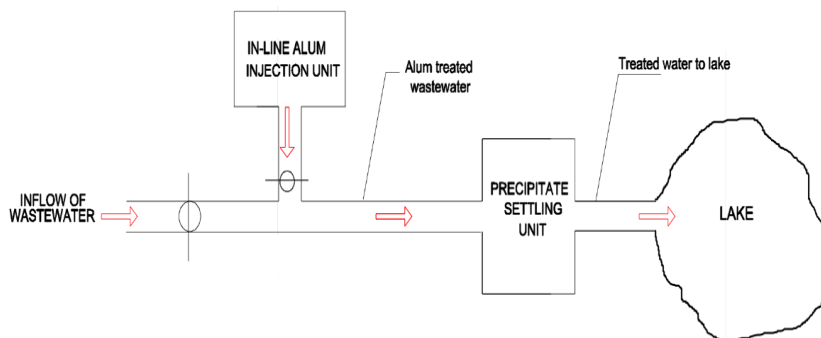 IN-LINE ALUM
INJECTION UNIT
Alum treated
wastewater
Treated water to lake
INFLOW OF
WASTEWATER
PRECIPITATE
SETTLING
UNIT
LAKE